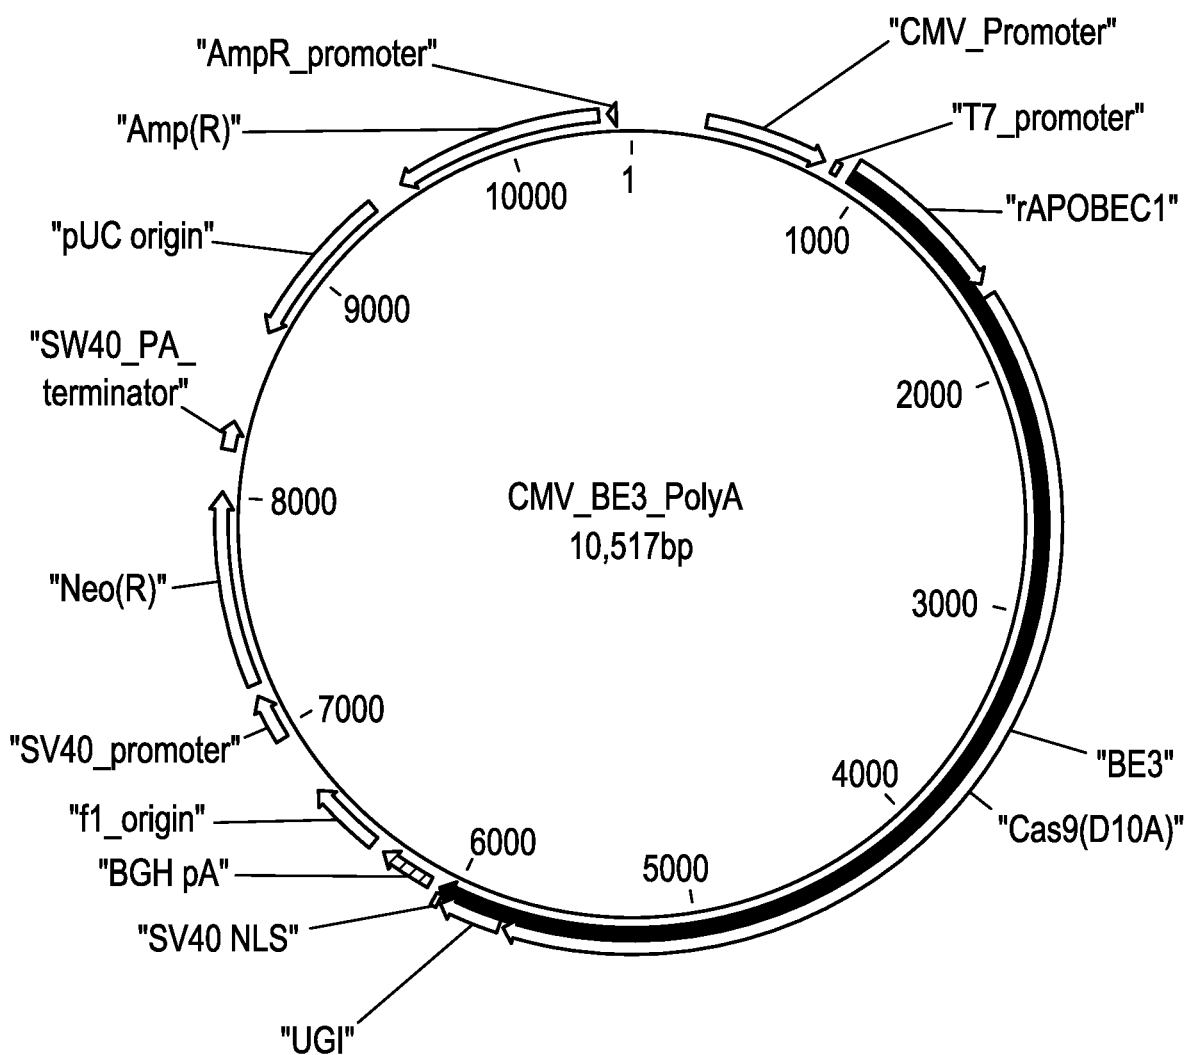 "CMV_Promoter"
"AmpR_promoter"
"T7_promoter"
"Amp(R)"
10000
1
"rAPOBEC1"
"pUC origin"
1000
9000
"SW40_PA_
terminator"
2000
8000
CMV_BE3_PolyA
10,517bp
"Neo(R)"
3000
7000
"SV40_promoter"
"BE3"
4000
"f1_origin"
"Cas9(D10A)"
6000
5000
"BGH pA"
"SV40 NLS"
"UGI"